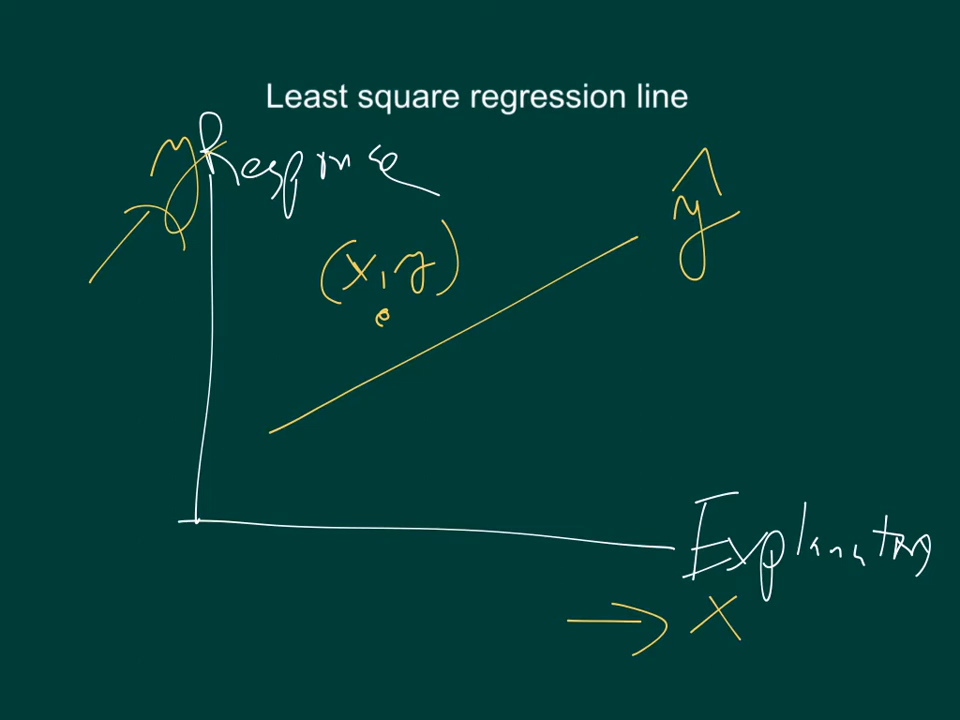 Least square regression line
y Response
ŷ
(x, y)
Explanatory
x